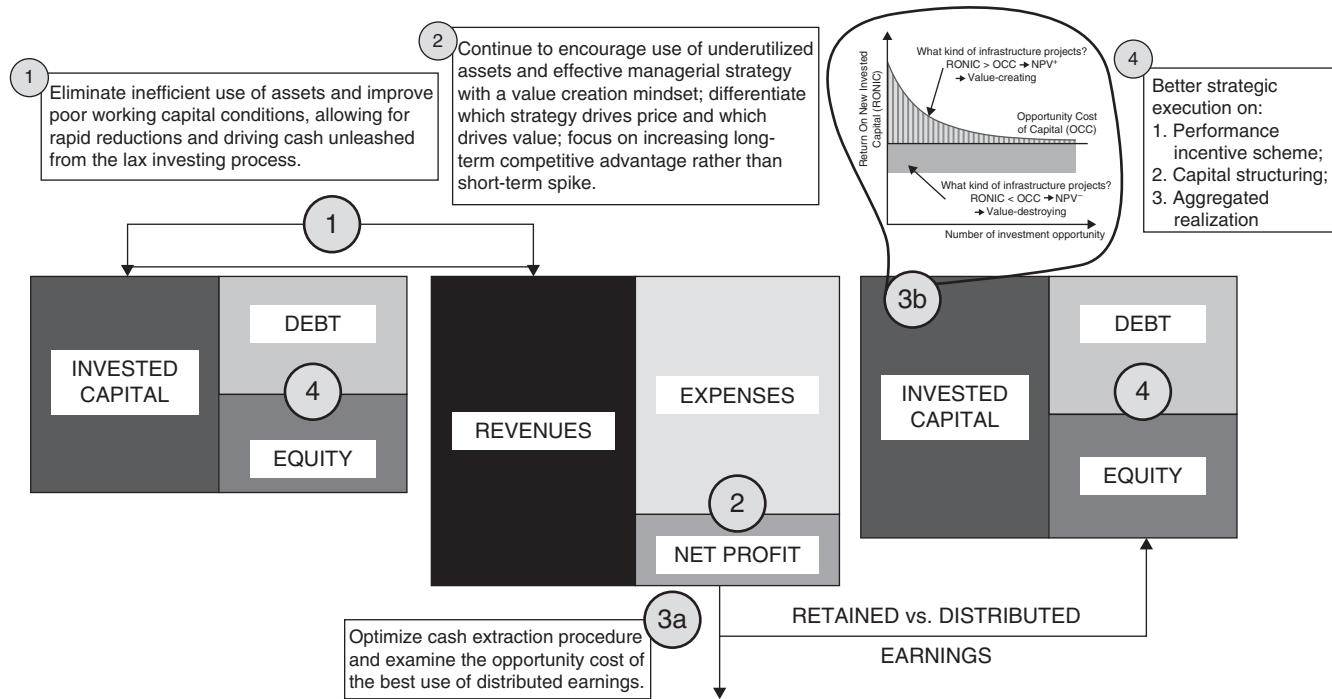 1
Eliminate inefficient use of assets and improve
poor working capital conditions, allowing for
rapid reductions and driving cash unleashed
from the lax investing process.
2
Continue to encourage use of underutilized
assets and effective managerial strategy
with a value creation mindset; differentiate
which strategy drives price and which
drives value; focus on increasing long-
term competitive advantage rather than
short-term spike.
Return On New Invested
Capital (RONIC)
What kind of infrastructure projects?
RONIC > OCC → NPV⁺
→ Value-creating
Opportunity Cost
of Capital (OCC)
What kind of infrastructure projects?
RONIC < OCC → NPV⁻
→ Value-destroying
Number of investment opportunity
4
Better strategic
execution on:
1. Performance
incentive scheme;
2. Capital structuring;
3. Aggregated
realization
1
INVESTED
CAPITAL
DEBT
4
EQUITY
REVENUES
EXPENSES
2
NET PROFIT
3b
INVESTED
CAPITAL
DEBT
4
EQUITY
3a
Optimize cash extraction procedure
and examine the opportunity cost of
the best use of distributed earnings.
RETAINED vs. DISTRIBUTED
EARNINGS